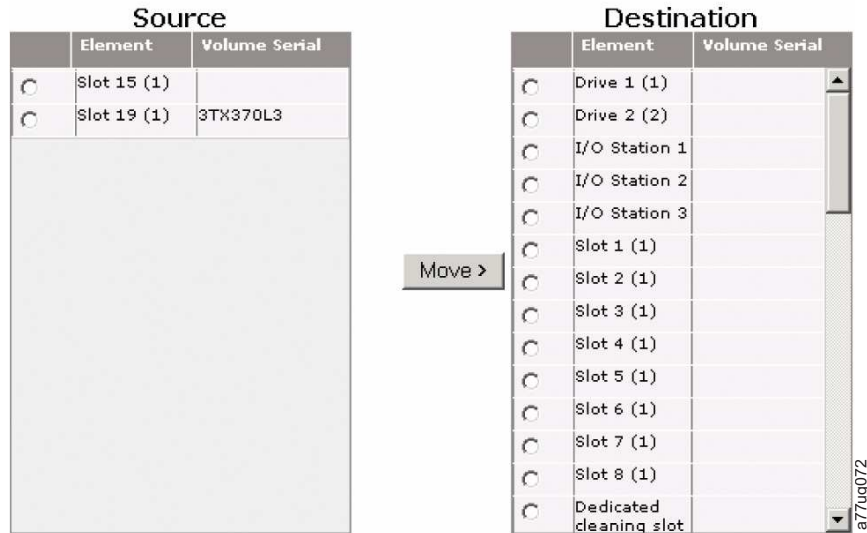 Source
Element Volume Serial
Slot 15 (1)
Slot 19 (1) 3TX370L3
Move >
Destination
Element Volume Serial
Drive 1 (1)
Drive 2 (2)
I/O Station 1
I/O Station 2
I/O Station 3
Slot 1 (1)
Slot 2 (1)
Slot 3 (1)
Slot 4 (1)
Slot 5 (1)
Slot 6 (1)
Slot 7 (1)
Slot 8 (1)
Dedicated
cleaning slot
a77ug072